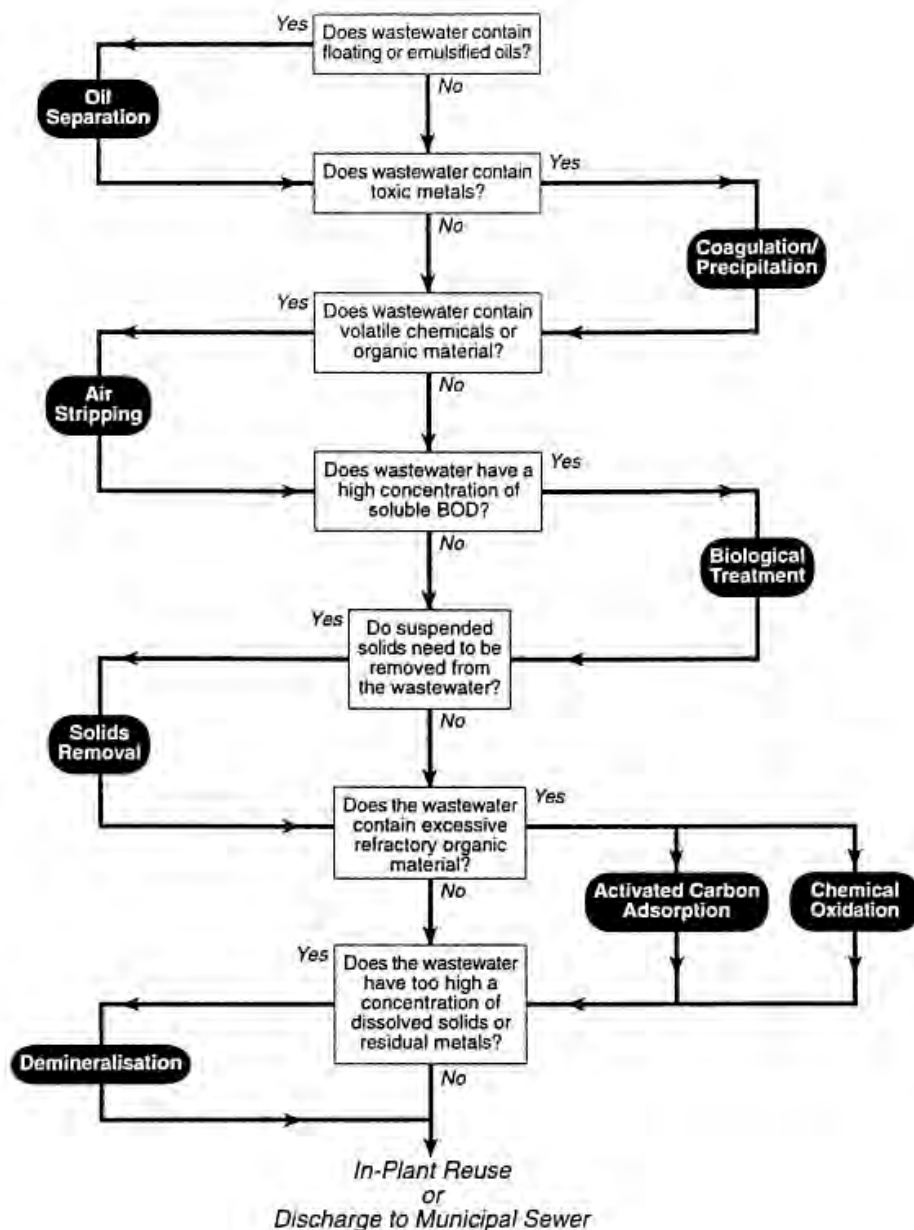 Yes
Does wastewater contain
floating or emulsified oils?
No
Oil
Separation
Does wastewater contain
toxic metals?
Yes
No
Coagulation/
Precipitation
Yes
Does wastewater contain
volatile chemicals or
organic material?
No
Air
Stripping
Does wastewater have a
high concentration of
soluble BOD?
Yes
No
Biological
Treatment
Yes
Do suspended
solids need to be
removed from
the wastewater?
No
Solids
Removal
Does the wastewater
contain excessive
refractory organic
material?
Yes
No
Activated Carbon
Adsorption
Chemical
Oxidation
Yes
Does the wastewater
have too high a
concentration of
dissolved solids or
residual metals?
No
Demineralisation
In-Plant Reuse
or
Discharge to Municipal Sewer